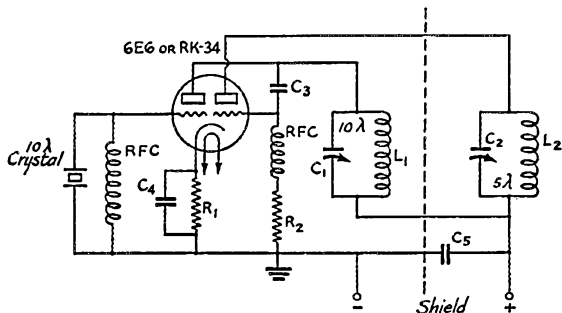 6E6 OR RK-34
10λ
Crystal
RFC
C4
R1
C3
RFC
R2
10λ
C1
L1
C2
L2
5λ
C5
−
Shield
+